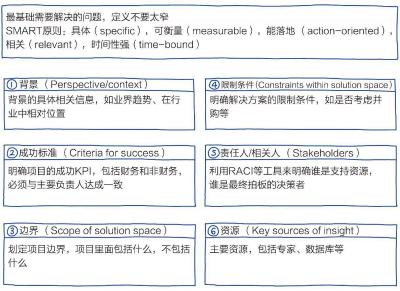 最基础需要解决的问题，定义不要太窄
SMART原则：具体（specific），可衡量（measurable），能落地（action-oriented），
相关（relevant），时间性强（time-bound）
①背景（Perspective/context）
背景的具体相关信息，如业界趋势、在行
业中相对位置
②成功标准（Criteria for success）
明确项目的成功KPI，包括财务和非财务，
必须与主要负责人达成一致
③边界（Scope of solution space）
划定项目边界，项目里面包括什么，不包括
什么
④限制条件(Constraints within solution space)
明确解决方案的限制条件，如是否考虑并
购等
⑤责任人/相关人（Stakeholders）
利用RACI等工具来明确谁是支持资源，
谁是最终拍板的决策者
⑥资源（Key sources of insight）
主要资源，包括专家、数据库等